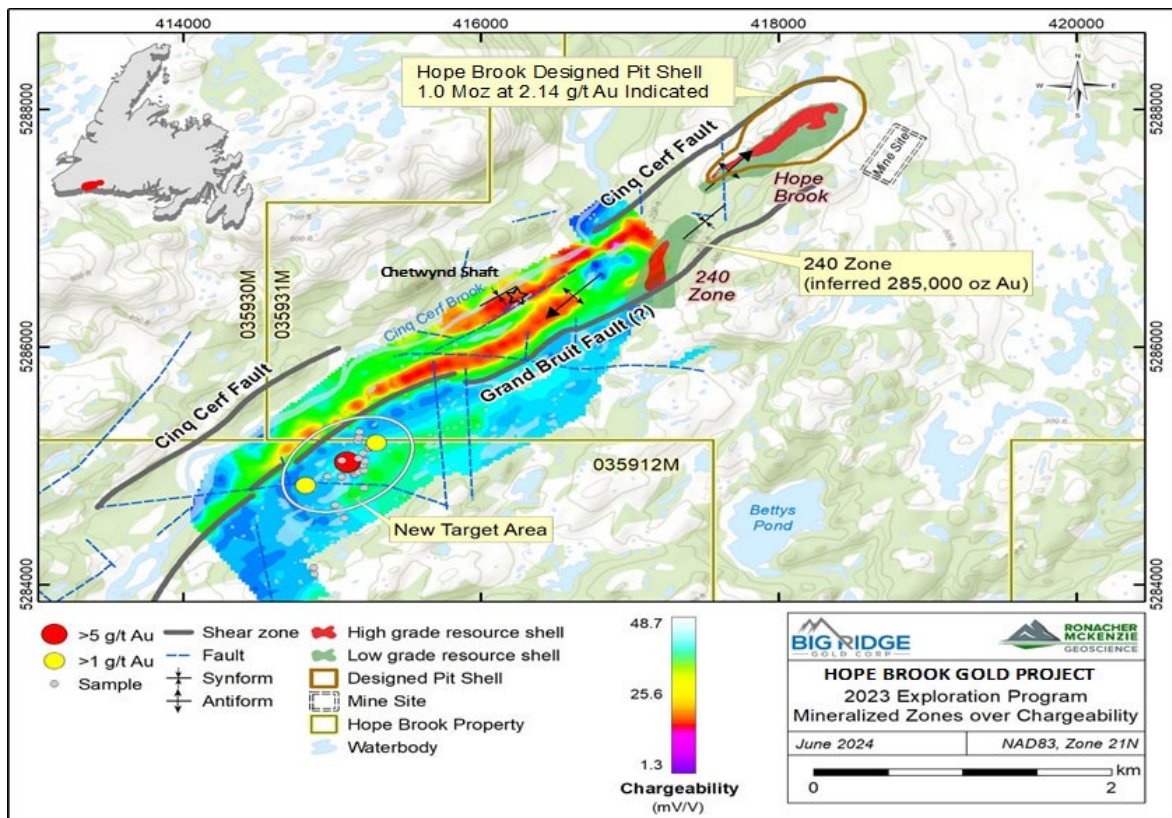 414000
416000
418000
420000
5288000
5286000
5284000
5288000
5286000
5284000
Hope Brook Designed Pit Shell
1.0 Moz at 2.14 g/t Au Indicated
N
W
E
S
Cinq Cerf Fault
Mine Site
Hope
Brook
240 Zone
(inferred 285,000 oz Au)
240
Zone
Chetwynd Shaft
Cinq Cerf Brook
035930M
035931M
Grand Bruit Fault (?)
Cinq Cerf Fault
035912M
Bettys
Pond
New Target Area
>5 g/t Au
>1 g/t Au
Sample
Shear zone
Fault
Synform
Antiform
High grade resource shell
Low grade resource shell
Designed Pit Shell
Mine Site
Hope Brook Property
Waterbody
48.7
25.6
1.3
Chargeability
(mV/V)
BIG RIDGE
GOLD CORP
RONACHER
MCKENZIE
GEOSCIENCE
HOPE BROOK GOLD PROJECT
2023 Exploration Program
Mineralized Zones over Chargeability
June 2024
NAD83, Zone 21N
km
0
2